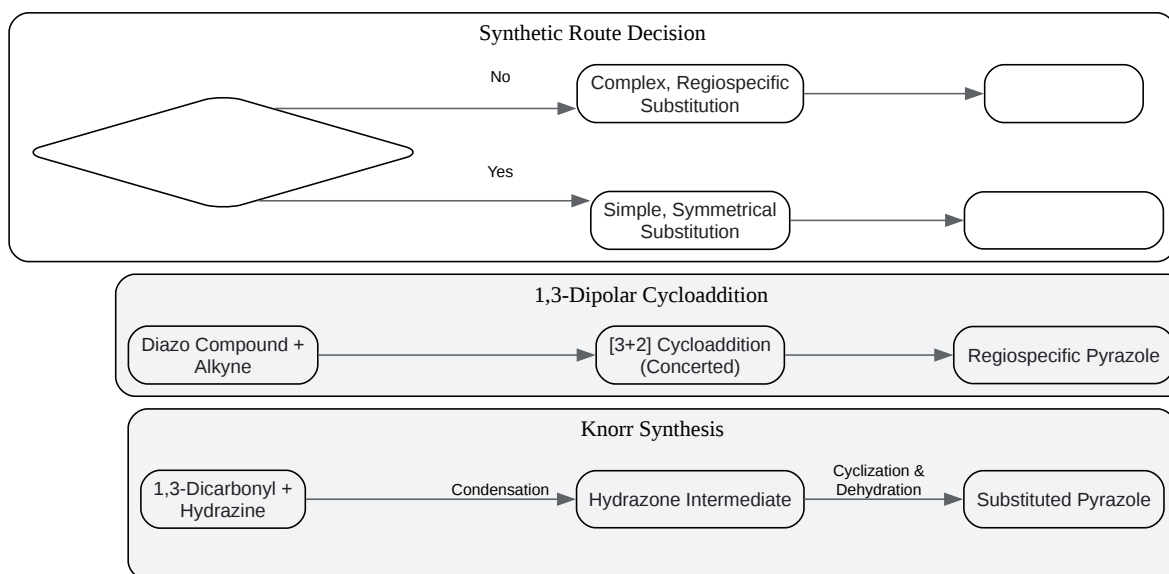 Synthetic Route Decision
No
Complex, Regiospecific
Substitution
Yes
Simple, Symmetrical
Substitution
1,3-Dipolar Cycloaddition
Diazo Compound +
Alkyne
[3+2] Cycloaddition
(Concerted)
Regiospecific Pyrazole
Knorr Synthesis
1,3-Dicarbonyl +
Hydrazine
Condensation
Hydrazone Intermediate
Cyclization &
Dehydration
Substituted Pyrazole